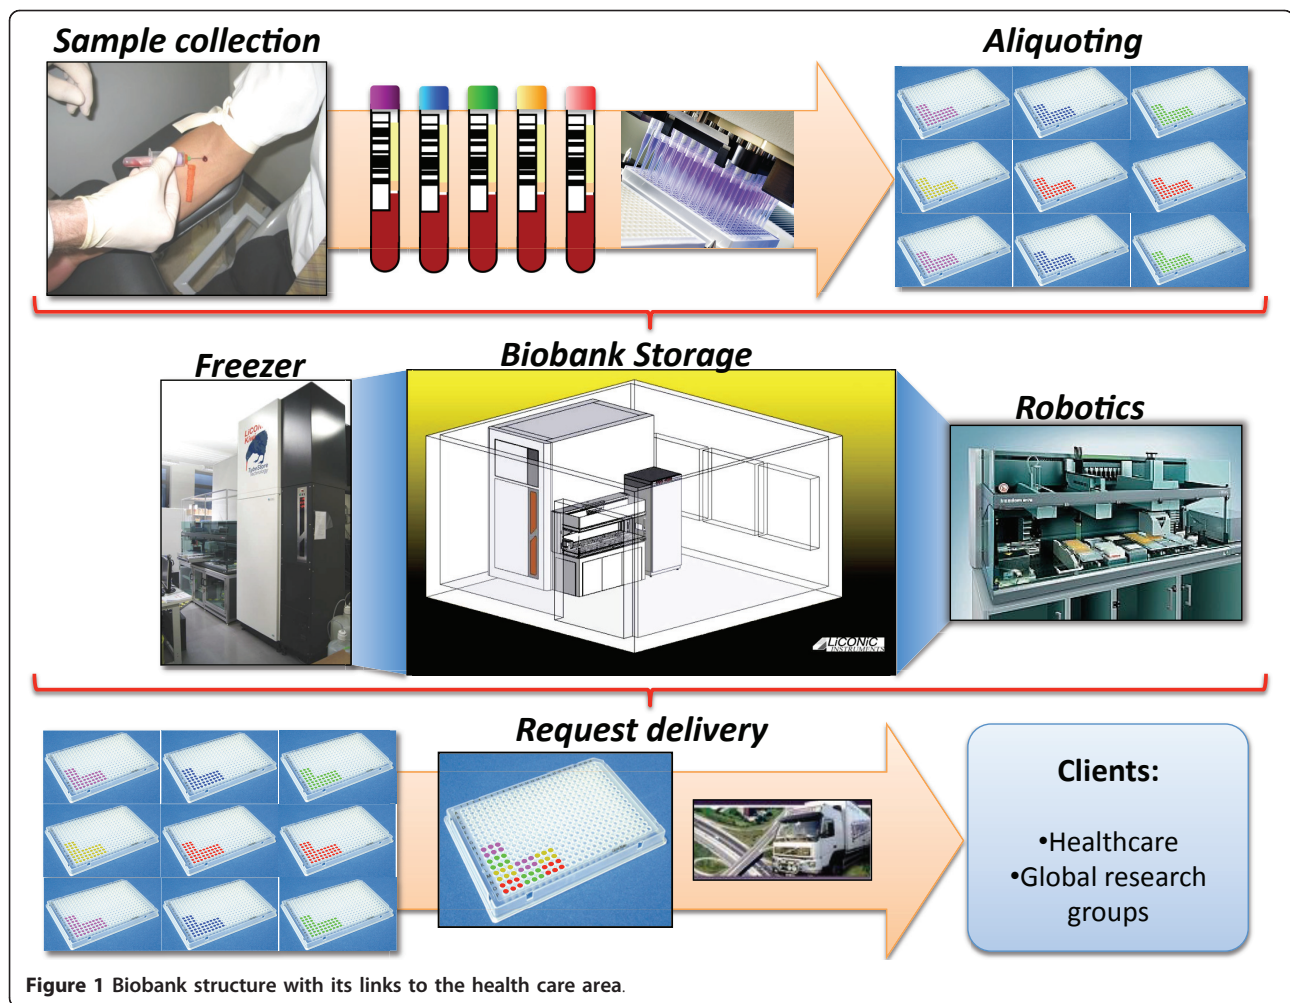 Sample collection
Aliquoting
Freezer
Biobank Storage
Robotics
LiCONiC
INSTRUMENTS
Request delivery
Clients:
•Healthcare
•Global research
groups
Figure 1 Biobank structure with its links to the health care area.